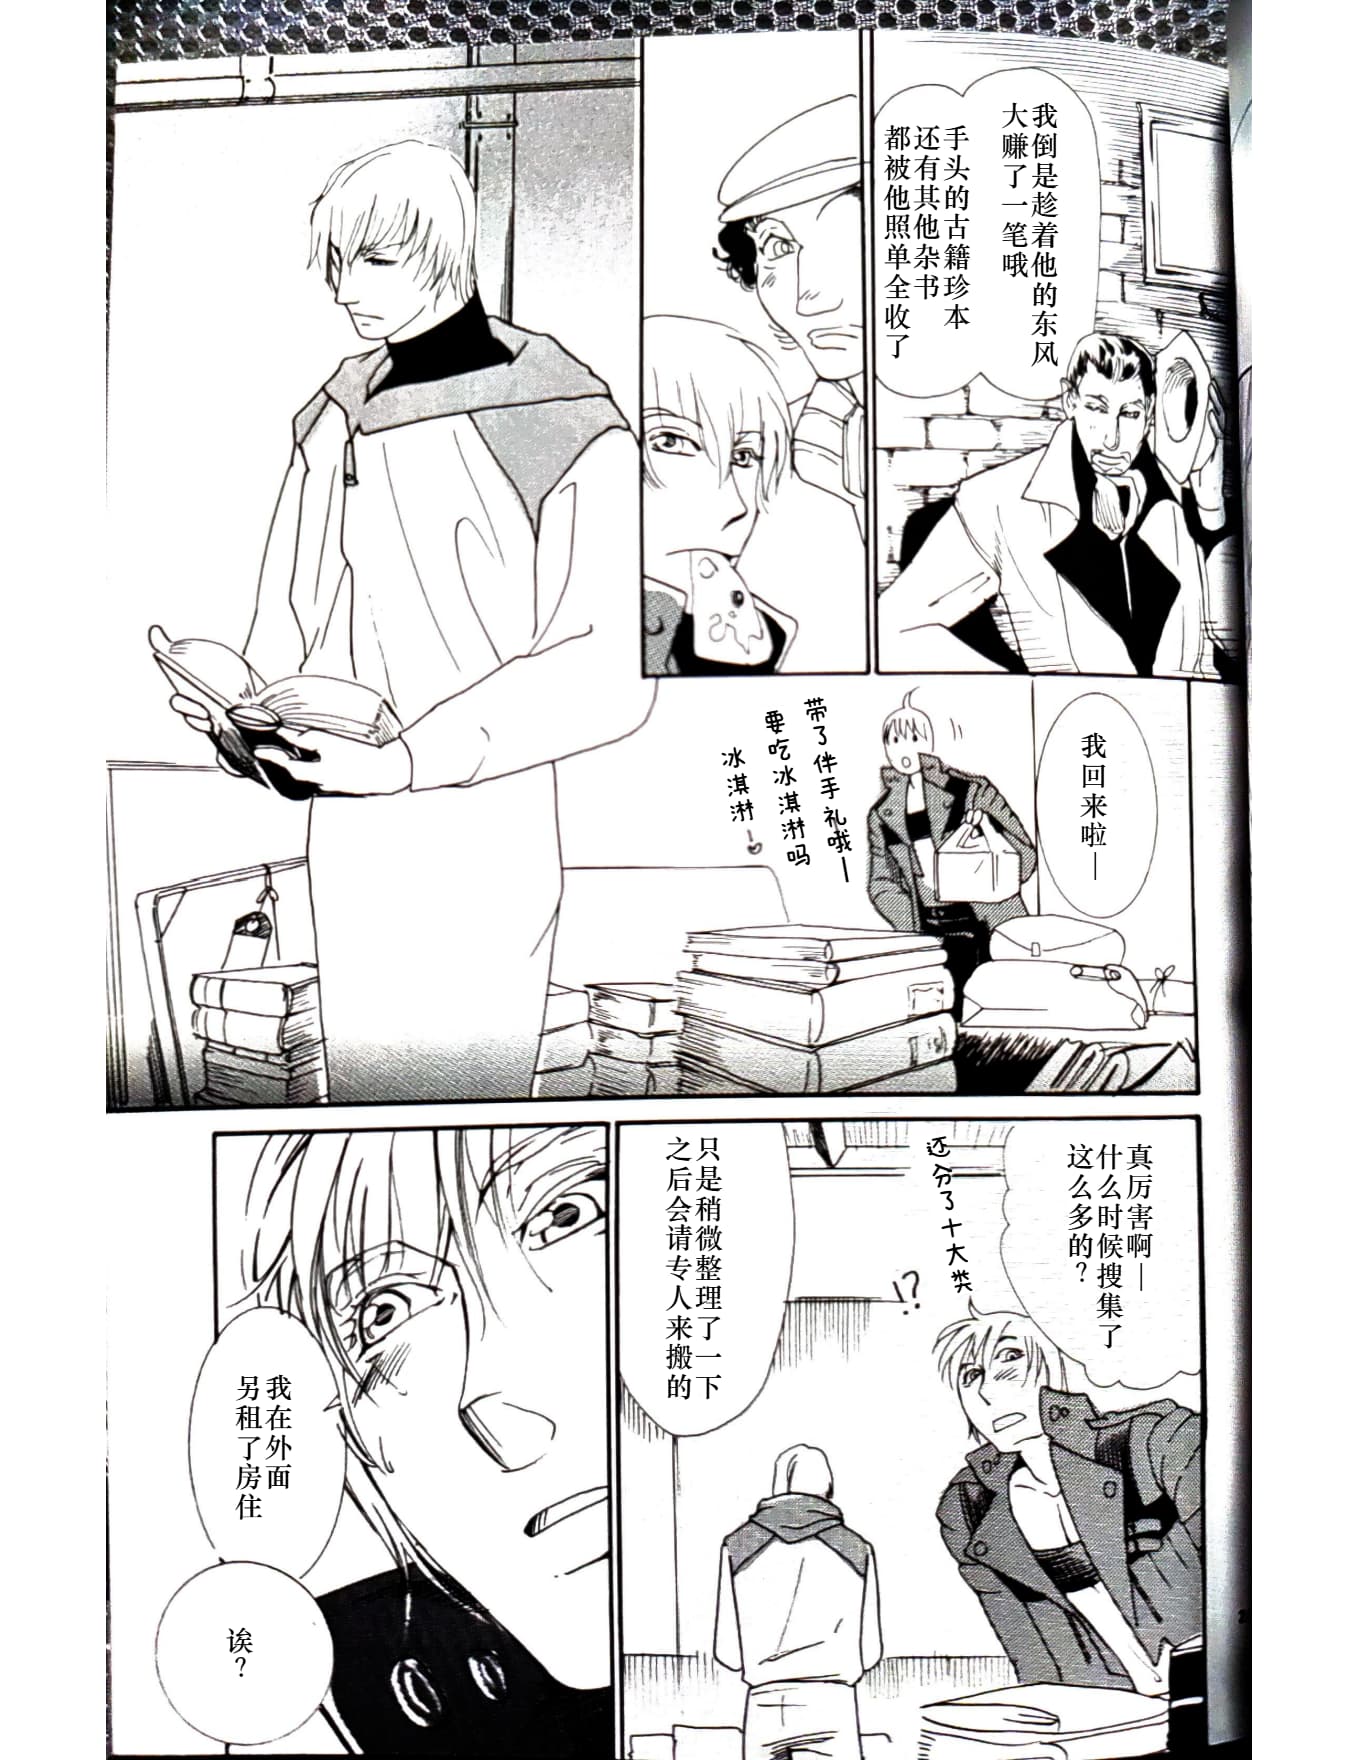 我倒是趁着他的东风
大赚了一笔哦
手头的古籍珍本
还有其他杂书
都被他照单全收了
我回来啦—
带了伴手礼哦—
要吃冰淇淋吗
冰淇淋
真厉害啊—
什么时候搜集了
这么多的？
还分了十大类
!?
只是稍微整理了一下
之后会请专人来搬的
我在外面
另租了房住
诶？